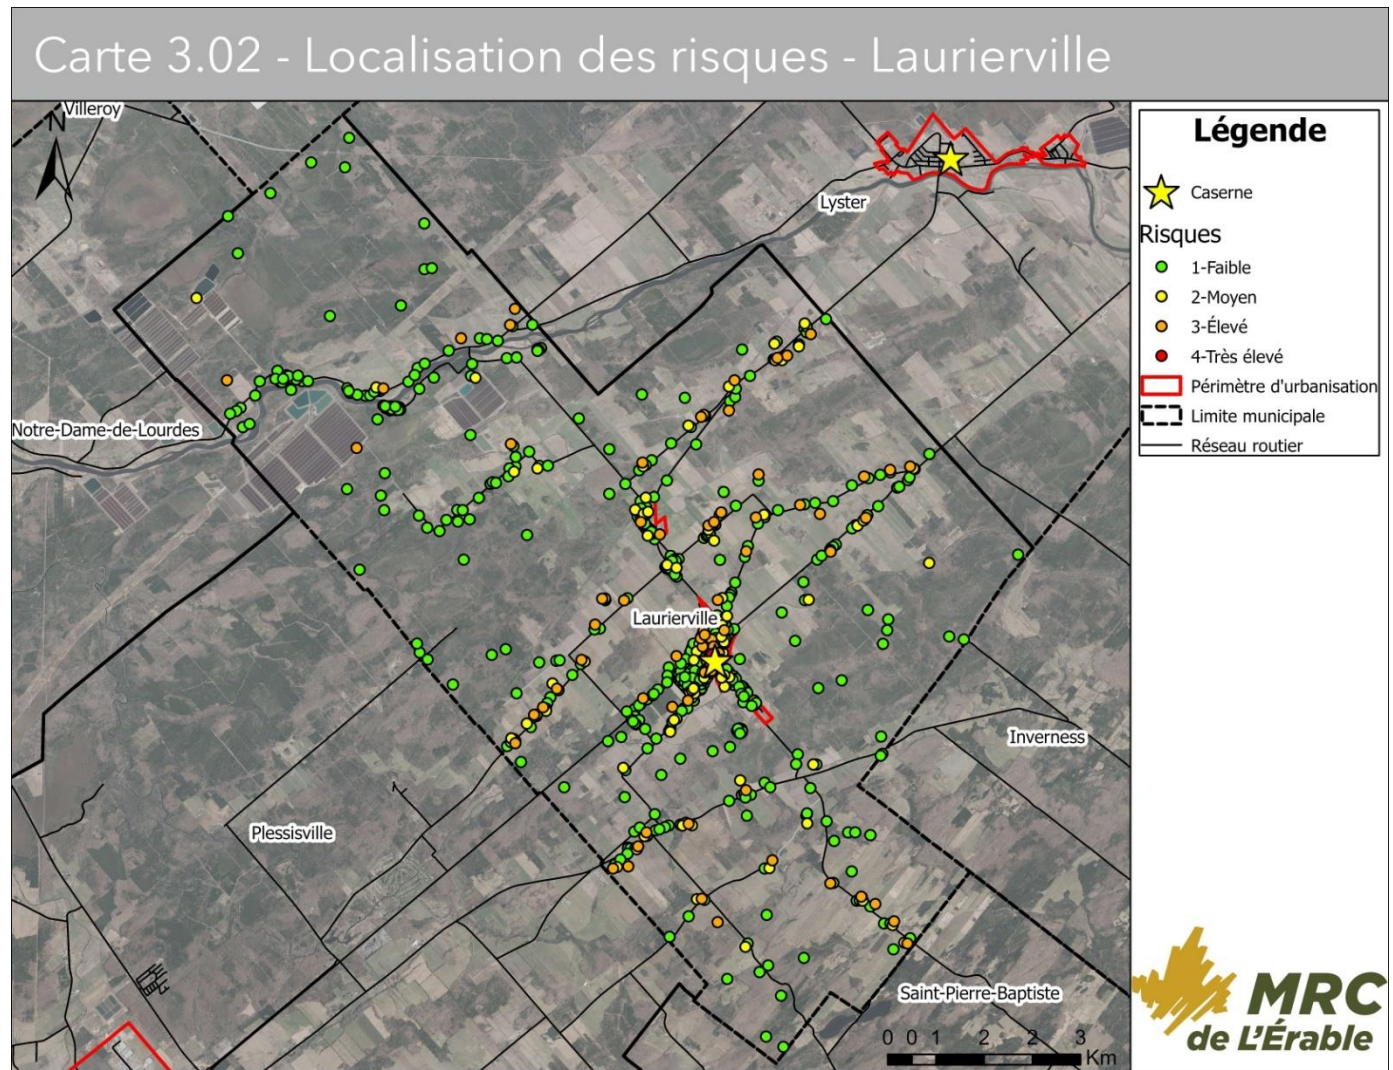 Carte 3.02 - Localisation des risques - Laurierville
Villeroy
N
Lyster
Notre-Dame-de-Lourdes
Laurierville
Inverness
Plessisville
Saint-Pierre-Baptiste
0 0 1 2 2 3
Km
Légende
Caserne
Risques
1-Faible
2-Moyen
3-Élevé
4-Très élevé
Périmètre d'urbanisation
Limite municipale
Réseau routier
MRC
de L'Érable